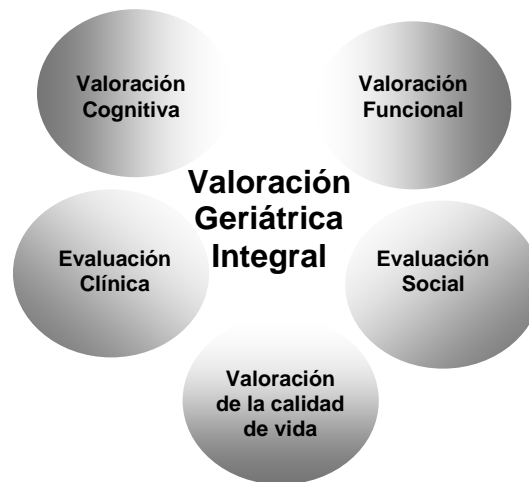 Valoración
Cognitiva
Valoración
Funcional
Valoración
Geriátrica
Integral
Evaluación
Clínica
Evaluación
Social
Valoración
de la calidad
de vida